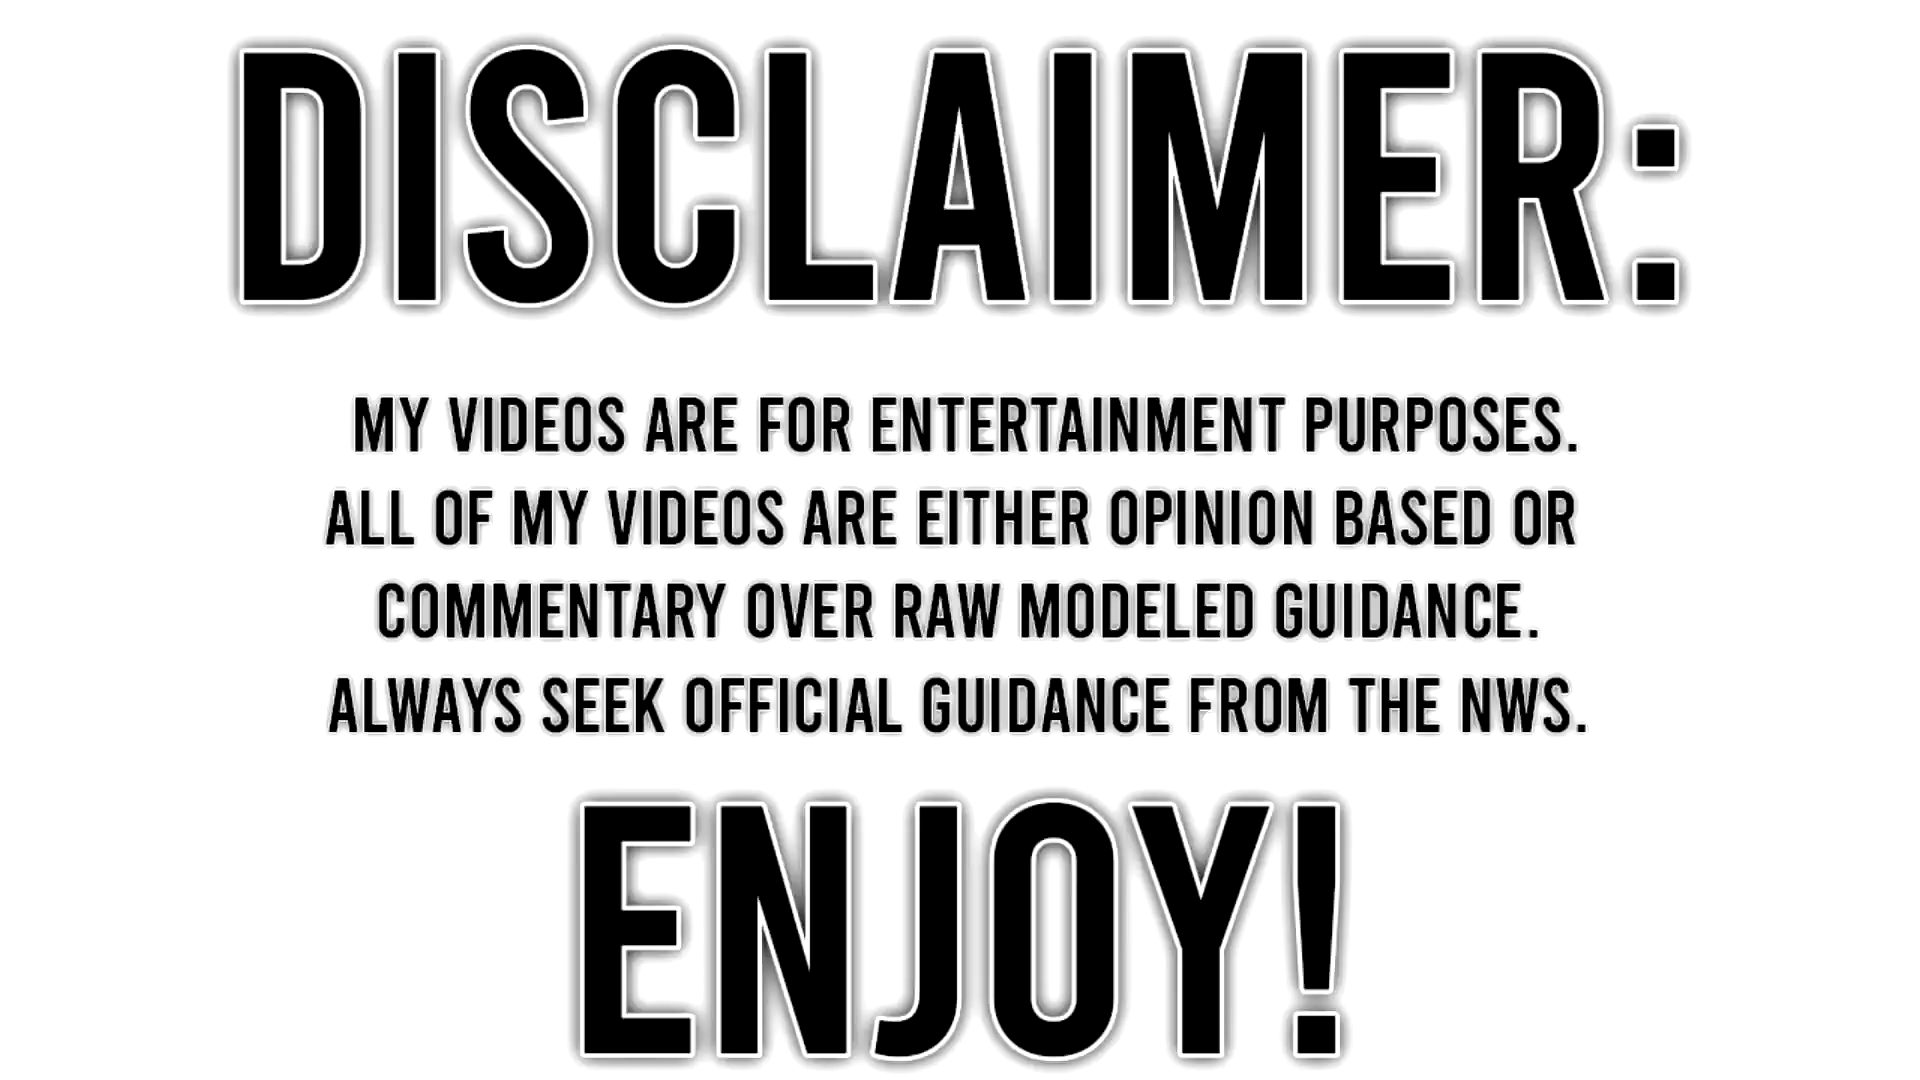 DISCLAIMER:
MY VIDEOS ARE FOR ENTERTAINMENT PURPOSES.
ALL OF MY VIDEOS ARE EITHER OPINION BASED OR
COMMENTARY OVER RAW MODELED GUIDANCE.
ALWAYS SEEK OFFICIAL GUIDANCE FROM THE NWS.
ENJOY!